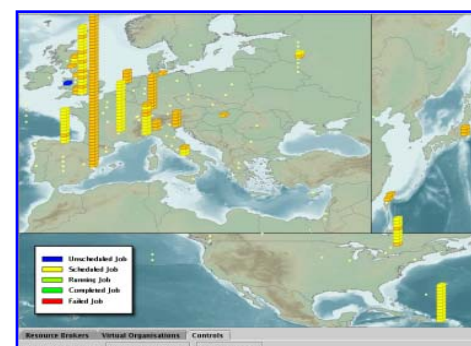 Unscheduled Job
Scheduled Job
Running Job
Completed Job
Failed Job
Resource Brokers Virtual Organisations Controls